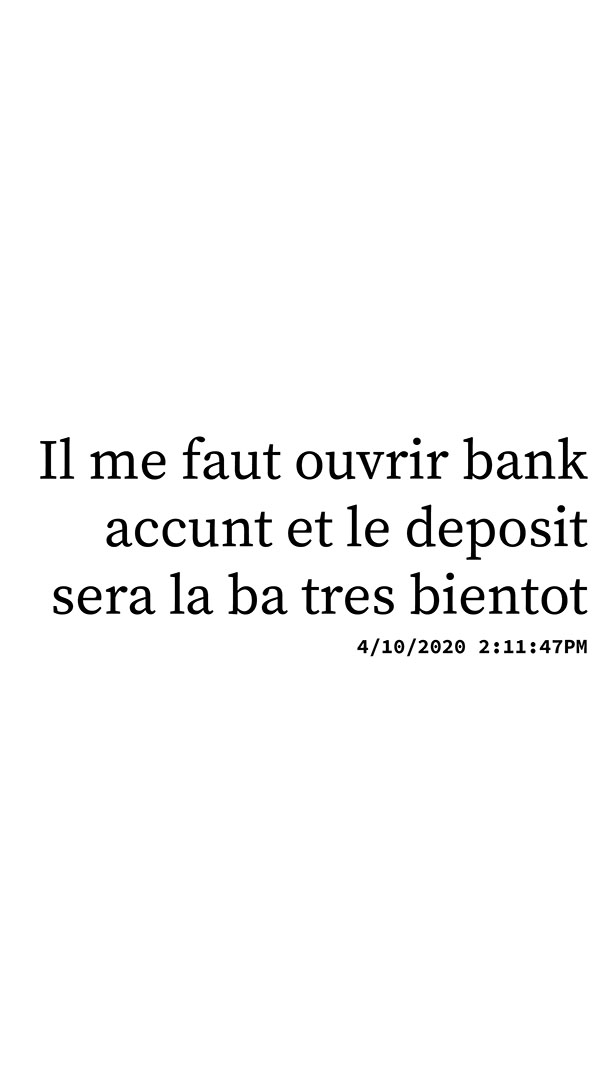 Il me faut ouvrir bank
accunt et le deposit
sera la ba tres bientot
4/10/2020 2:11:47PM